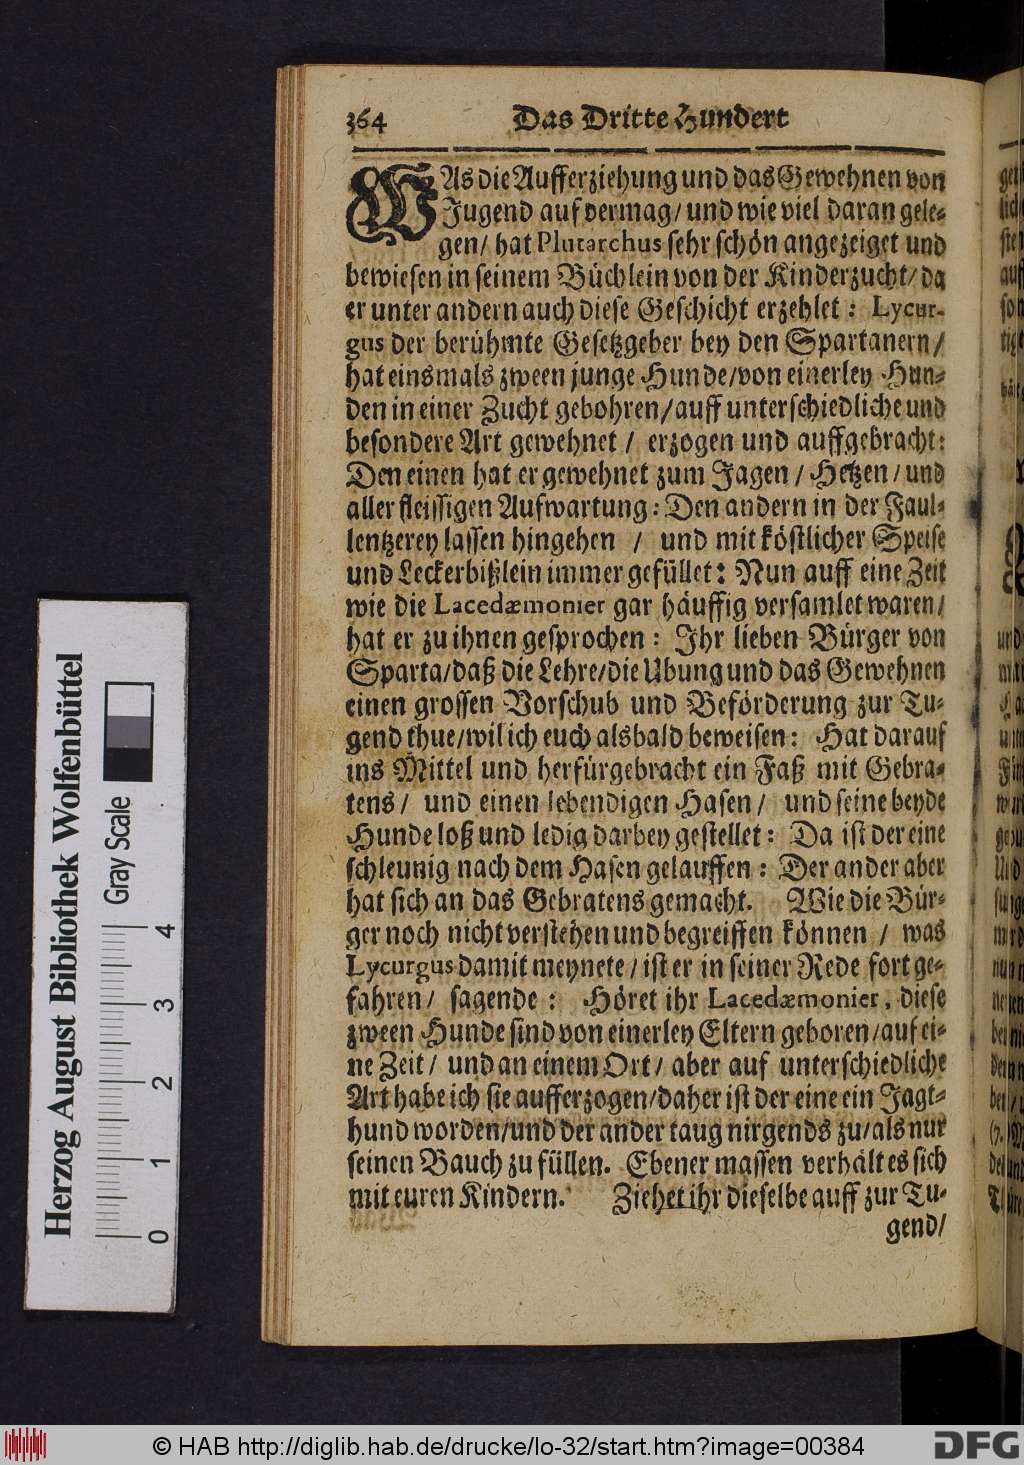 364 Das Dritte Hundert
WAs die Aufferziehung und das Gewehnen von
Jugend auf vermag/ und wie viel daran gele-
gen/ hat Plutarchus sehr schön angezeiget und
bewiesen in seinem Büchlein von der Kinderzucht/ da
er unter andern auch diese Geschicht erzehlet: Lycur-
gus der berühmte Gesetzgeber bey den Spartanern/
hat einsmals zween junge Hunde/von einerley Hun-
den in einer Zucht gebohren/auff unterschiedliche und
besondere Art gewehnet/ erzogen und auffgebracht:
Den einen hat er gewehnet zum Jagen/ Hetzen/ und
aller fleissigen Aufwartung: Den andern in der Faul-
lentzerey lassen hingehen / und mit köstlicher Speise
und Leckerbißlein immer gefüllet: Nun auff eine Zeit
wie die Lacedæmonier gar häuffig versamlet waren/
hat er zu ihnen gesprochen: Ihr lieben Bürger von
Sparta/daß die Lehre/die Ubung und das Gewehnen
einen grossen Vorschub und Beförderung zur Tu-
gend thue/wil ich euch alsbald beweisen: Hat darauf
ins Mittel und herfürgebracht ein Faß mit Gebra-
tens/ und einen lebendigen Hasen/ und seine beyde
Hunde loß und ledig darbey gestellet: Da ist der eine
schleunig nach dem Hasen gelauffen: Der ander aber
hat sich an das Gebratens gemacht. Wie die Bür-
ger noch nicht verstehen und begreiffen können/ was
Lycurgus damit meynete/ ist er in seiner Rede fort ge-
fahren/ sagende: Höret ihr Lacedæmonier, diese
zween Hunde sind von einerley Eltern geboren/auf ei-
ne Zeit/ und an einem Ort/ aber auf unterschiedliche
Art habe ich sie aufferzogen/daher ist der eine ein Jagt-
hund worden/und der ander taug nirgends zu/als nur
seinen Bauch zu füllen. Ebener massen verhält es sich
mit euren Kindern. Ziehet ihr dieselbe auff zur Tu-
gend/
Herzog August Bibliothek Wolfenbüttel
Gray Scale
0 1 2 3 4
© HAB http://diglib.hab.de/drucke/lo-32/start.htm?image=00384
DFG